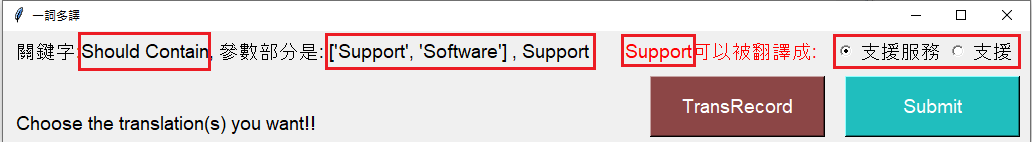 一詞多譯
關鍵字:Should Contain, 參數部分是:['Support', 'Software'] , Support Support可以被翻譯成: 支援服務 支援
TransRecord Submit
Choose the translation(s) you want!!